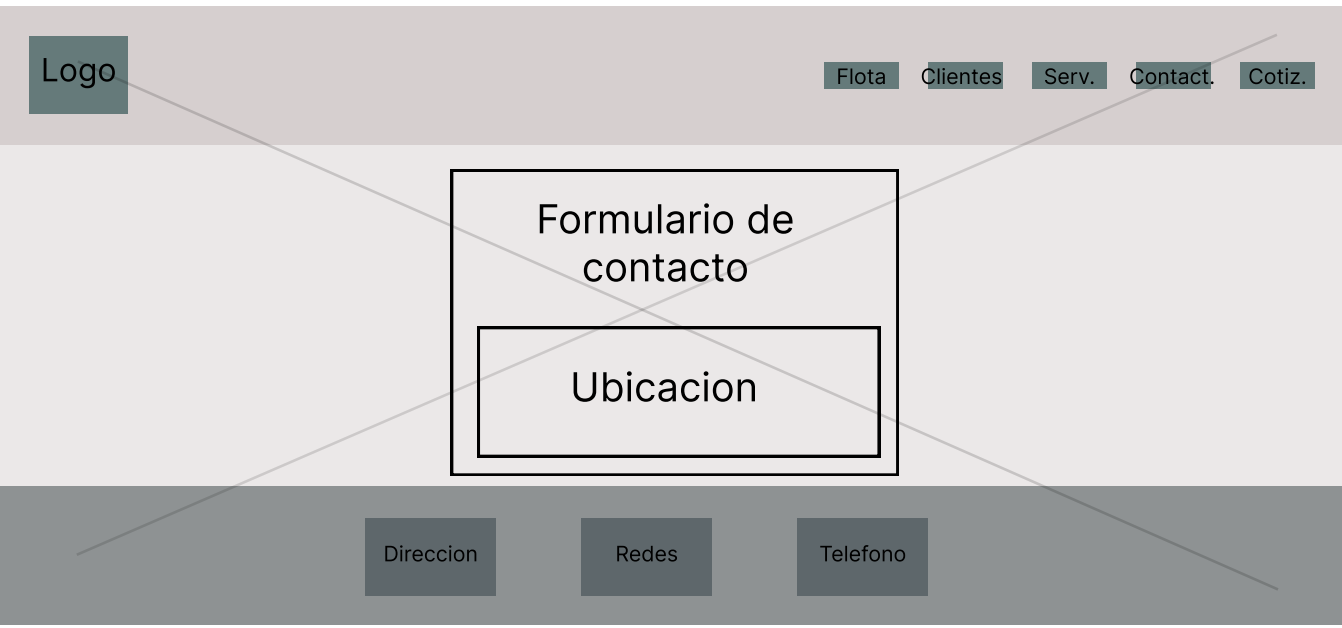 Logo
Flota Clientes Serv. Contact. Cotiz.
Formulario de
contacto
Ubicacion
Direccion Redes Telefono